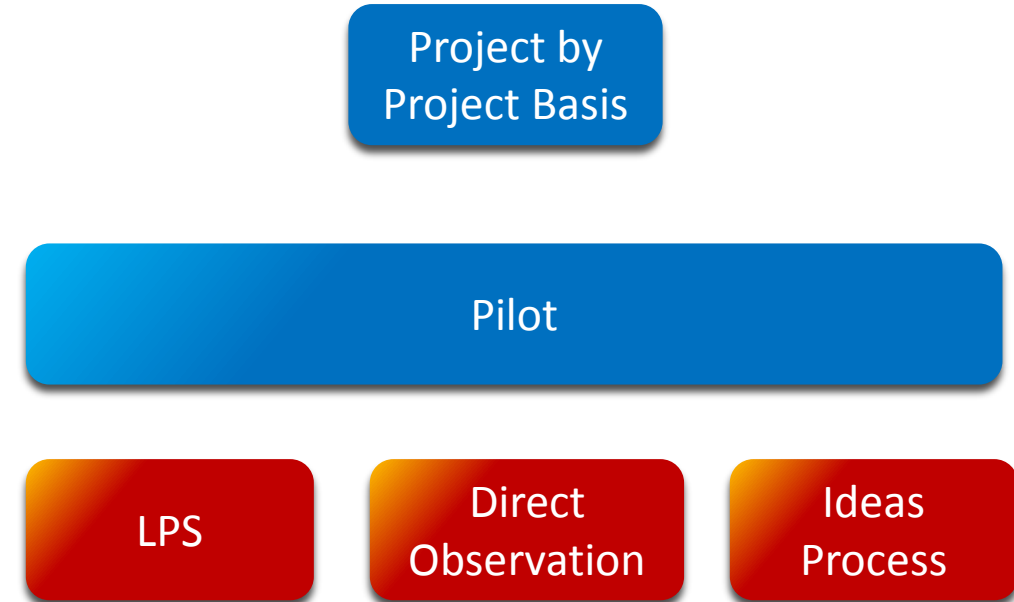 Project by
Project Basis
Pilot
LPS
Direct
Observation
Ideas
Process